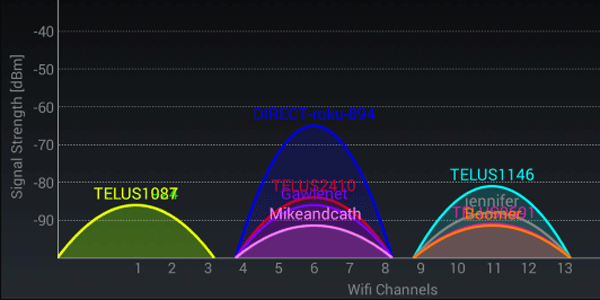 -40
-50
-60
-70
-80
-90
Signal Strength [dBm]
DIRECT-roku-894
TELUS1087
TELUS2410
Gawienet
Mikeandcath
TELUS1146
jennifer
Boomer
1 2 3 4 5 6 7 8 9 10 11 12 13
Wifi Channels